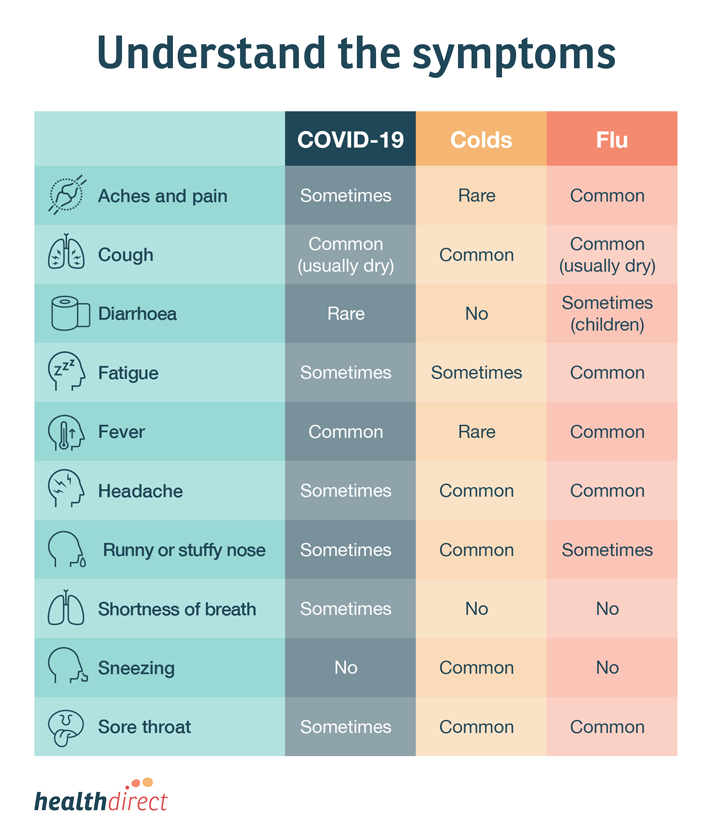 Understand the symptoms
COVID-19 Colds Flu
Aches and pain Sometimes Rare Common
Cough Common (usually dry) Common Common (usually dry)
Diarrhoea Rare No Sometimes (children)
Fatigue Sometimes Sometimes Common
Fever Common Rare Common
Headache Sometimes Common Common
Runny or stuffy nose Sometimes Common Sometimes
Shortness of breath Sometimes No No
Sneezing No Common No
Sore throat Sometimes Common Common
healthdirect